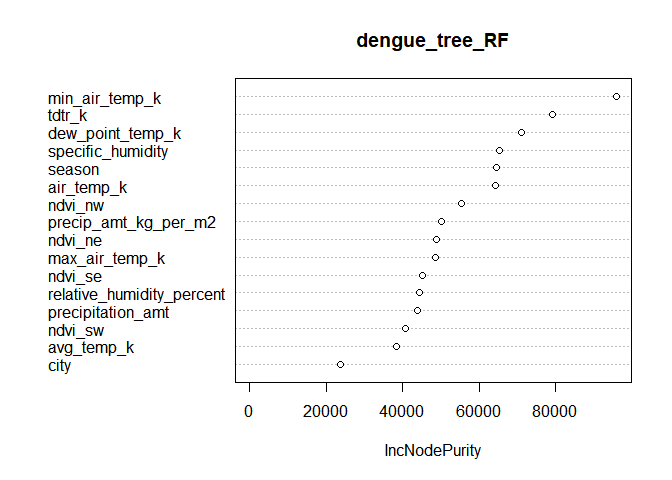 dengue_tree_RF
min_air_temp_k
tdtr_k
dew_point_temp_k
specific_humidity
season
air_temp_k
ndvi_nw
precip_amt_kg_per_m2
ndvi_ne
max_air_temp_k
ndvi_se
relative_humidity_percent
precipitation_amt
ndvi_sw
avg_temp_k
city
0 20000 40000 60000 80000
IncNodePurity